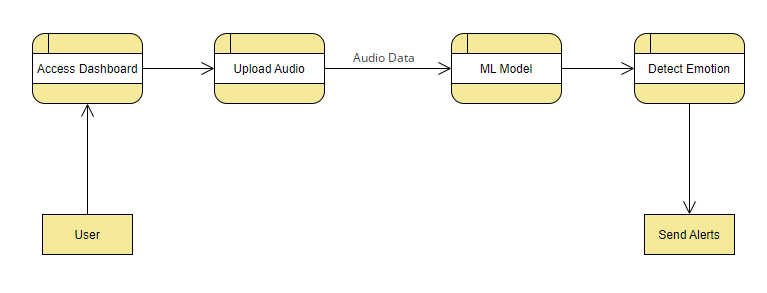 Audio Data
Access Dashboard
Upload Audio
ML Model
Detect Emotion
User
Send Alerts